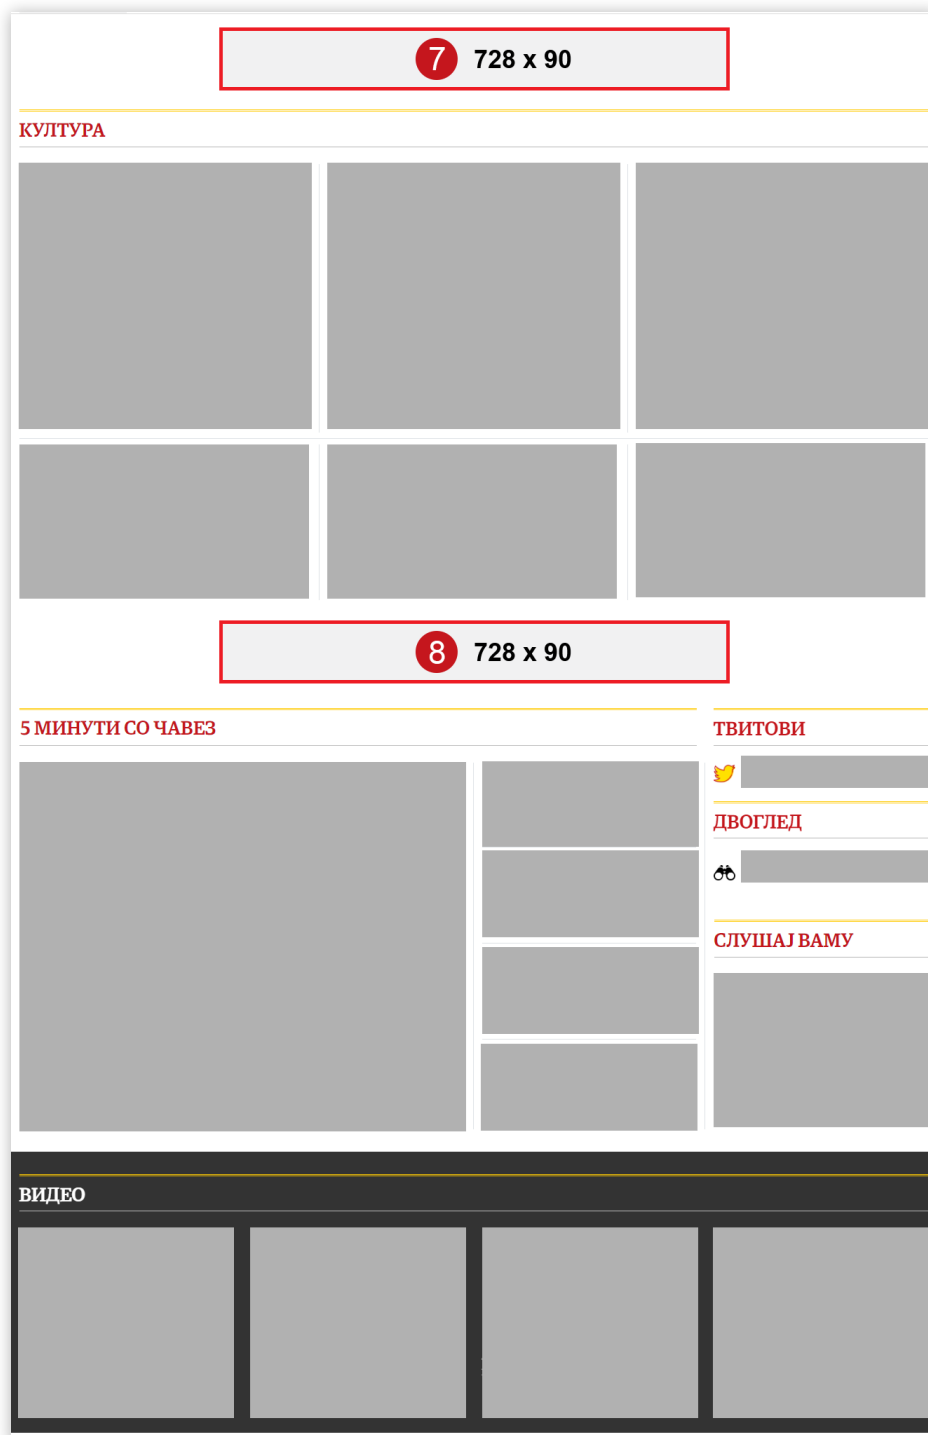 7 728 x 90
КУЛТУРА
8 728 x 90
5 МИНУТИ СО ЧАВЕЗ
ТВИТОВИ
ДВОГЛЕД
СЛУШАЈ ВАМУ
ВИДЕО